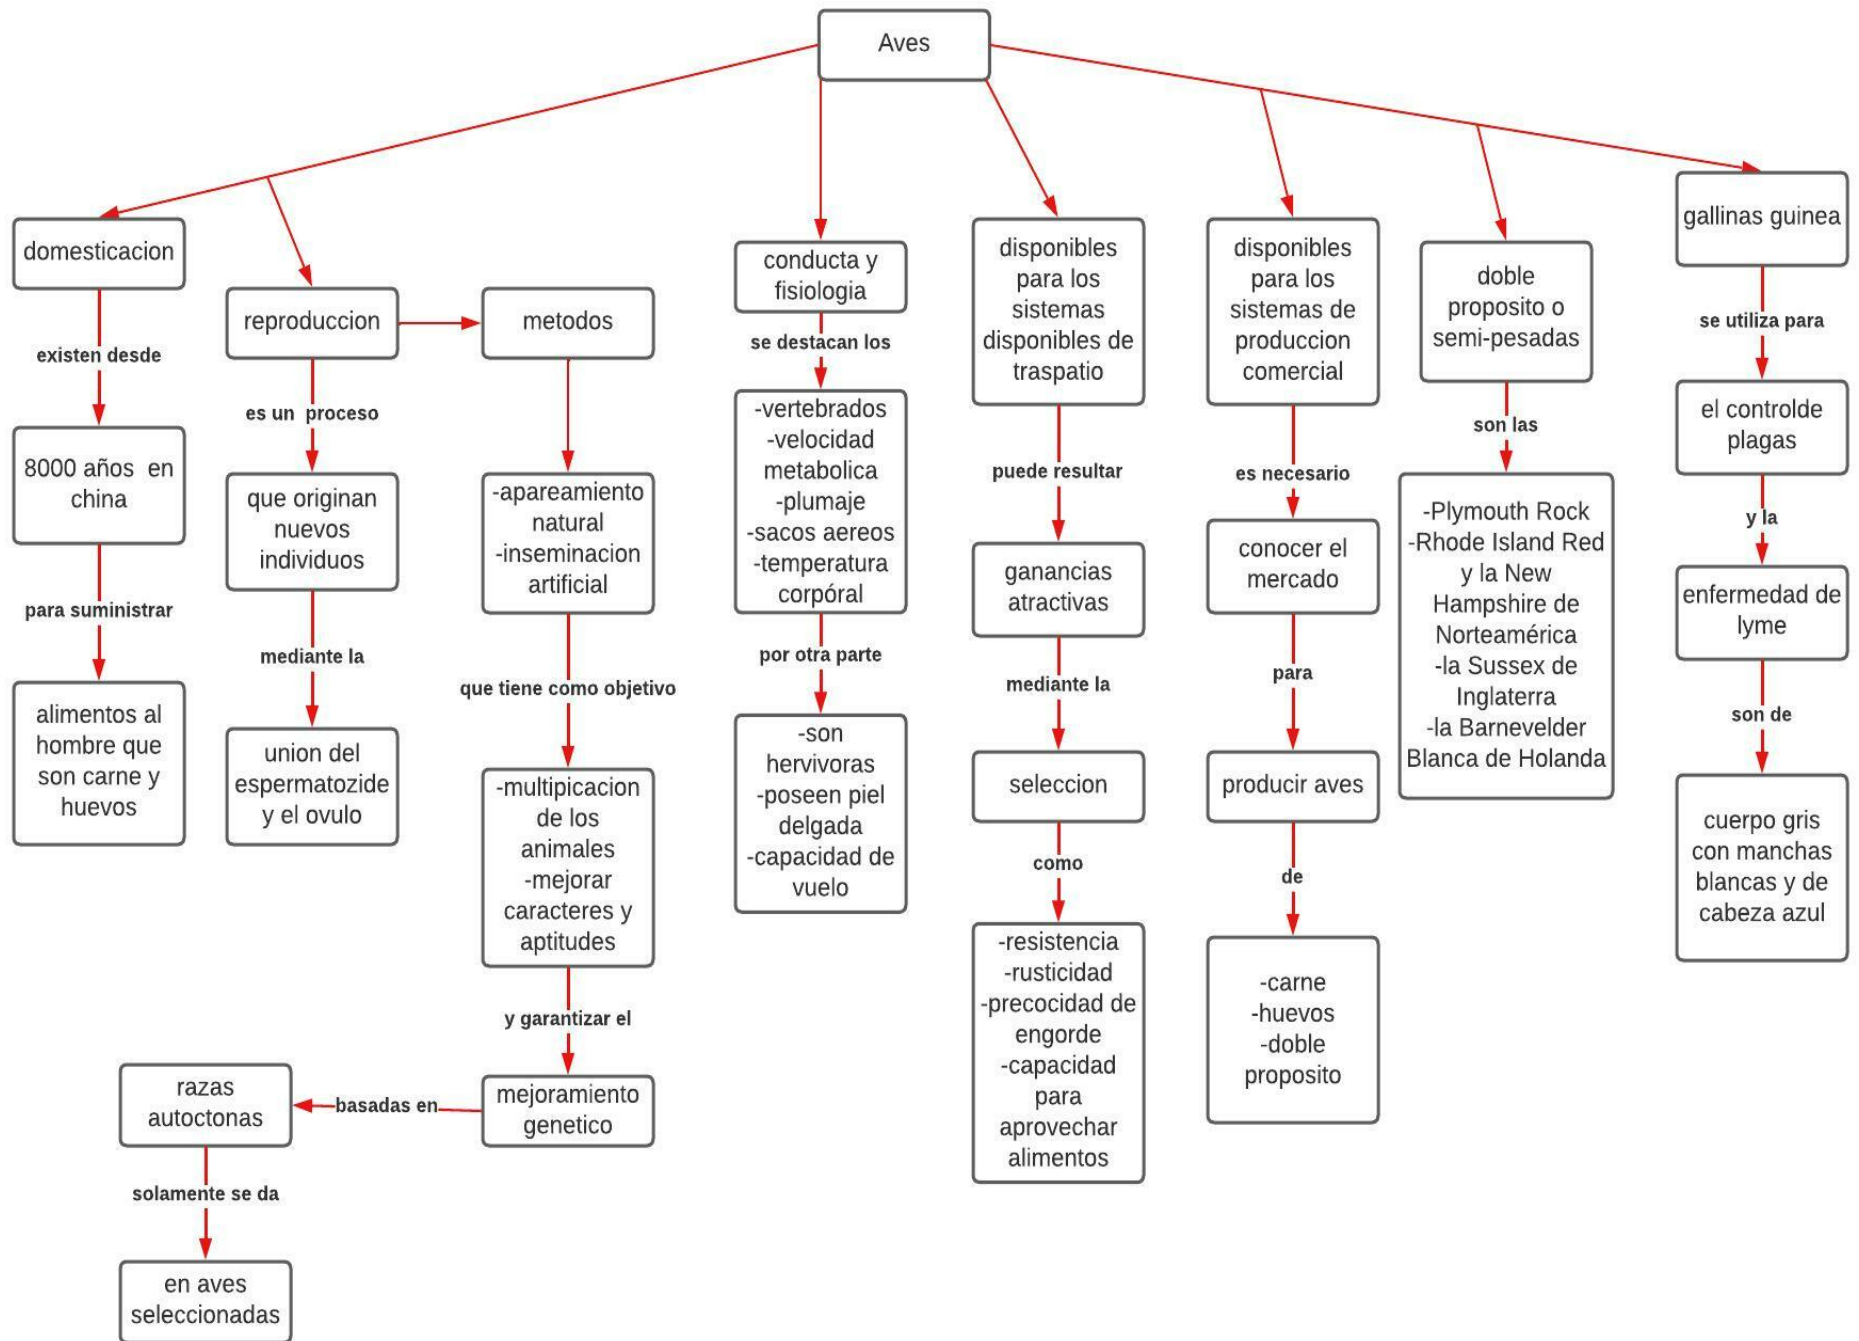 Aves
domesticacion
existen desde
8000 años en
china
para suministrar
alimentos al
hombre que
son carne y
huevos
reproduccion
es un proceso
que originan
nuevos
individuos
mediante la
union del
espermatozide
y el ovulo
metodos
-apareamiento
natural
-inseminacion
artificial
que tiene como objetivo
-multipicacion
de los
animales
-mejorar
caracteres y
aptitudes
y garantizar el
mejoramiento
genetico
basadas en
razas
autoctonas
solamente se da
en aves
seleccionadas
conducta y
fisiologia
se destacan los
-vertebrados
-velocidad
metabolica
-plumaje
-sacos aereos
-temperatura
corpóral
por otra parte
-son
hervivoras
-poseen piel
delgada
-capacidad de
vuelo
disponibles
para los
sistemas
disponibles de
traspatio
puede resultar
ganancias
atractivas
mediante la
seleccion
como
-resistencia
-rusticidad
-precocidad de
engorde
-capacidad
para
aprovechar
alimentos
disponibles
para los
sistemas de
produccion
comercial
es necesario
conocer el
mercado
para
producir aves
de
-carne
-huevos
-doble
proposito
doble
proposito o
semi-pesadas
son las
-Plymouth Rock
-Rhode Island Red
y la New
Hampshire de
Norteamérica
-la Sussex de
Inglaterra
-la Barnevelder
Blanca de Holanda
gallinas guinea
se utiliza para
el controlde
plagas
y la
enfermedad de
lyme
son de
cuerpo gris
con manchas
blancas y de
cabeza azul